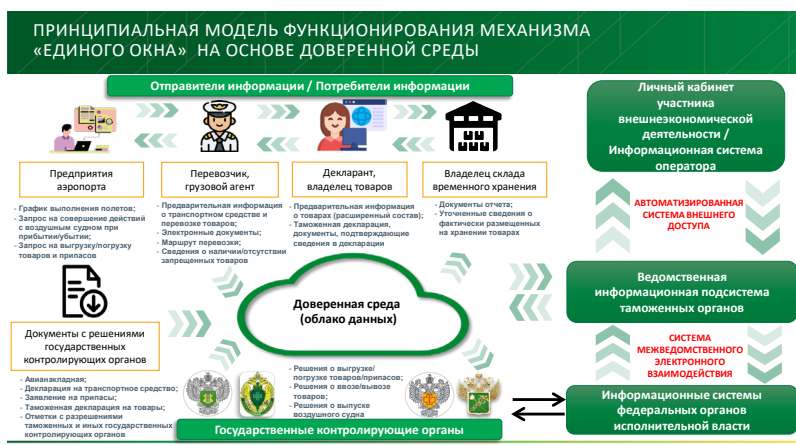 ПРИНЦИПИАЛЬНАЯ МОДЕЛЬ ФУНКЦИОНИРОВАНИЯ МЕХАНИЗМА
«ЕДИНОГО ОКНА» НА ОСНОВЕ ДОВЕРЕННОЙ СРЕДЫ
Отправители информации / Потребители информации
Предприятия
аэропорта
- График выполнения полетов;
- Запрос на совершение действий
с воздушным судном при
прибытии/убытии;
- Запрос на выгрузку/погрузку
товаров и припасов
Перевозчик,
грузовой агент
- Предварительная информация
о транспортном средстве и
перевозке товаров;
- Электронные документы;
- Маршрут перевозки;
- Сведения о наличии/отсутствии
запрещенных товаров
Декларант,
владелец товаров
- Предварительная информация
о товарах (расширенный состав);
- Таможенная декларация,
документы, подтверждающие
сведения в декларации
Владелец склада
временного хранения
- Документы отчета;
- Уточненные сведения о
фактически размещенных
на хранении товарах
Личный кабинет
участника
внешнеэкономической
деятельности /
Информационная система
оператора
АВТОМАТИЗИРОВАННАЯ
СИСТЕМА ВНЕШНЕГО
ДОСТУПА
Ведомственная
информационная подсистема
таможенных органов
СИСТЕМА
МЕЖВЕДОМСТВЕННОГО
ЭЛЕКТРОННОГО
ВЗАИМОДЕЙСТВИЯ
Информационные системы
федеральных органов
исполнительной власти
Доверенная среда
(облако данных)
Документы с решениями
государственных
контролирующих органов
- Авианакладная;
- Декларация на транспортное средство;
- Заявление на припасы;
- Таможенная декларация на товары;
- Отметки с разрешениями
таможенных и иных государственных
контролирующих органов
- Решения о выгрузке/
погрузке товаров/припасов;
- Решения о ввозе/вывозе
товаров;
- Решения о выпуске
воздушного судна
Государственные контролирующие органы